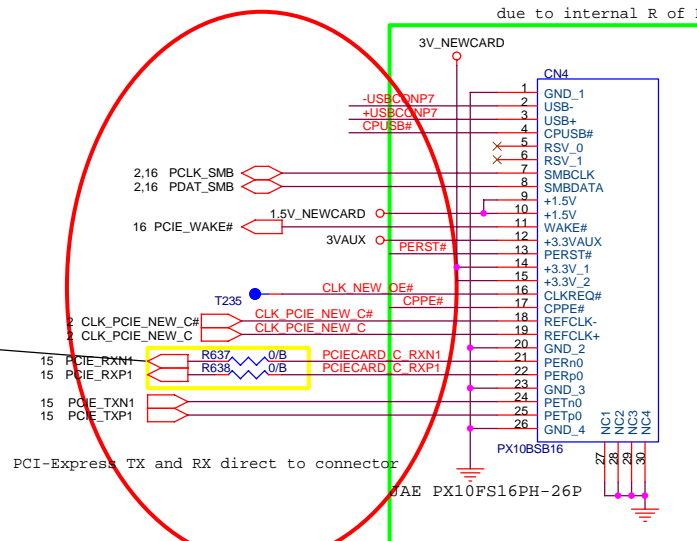 due to internal R of
3V_NEWCARD
CN4
-USBCONP7
+USBCONP7
CPUSB#
1 GND_1
2 USB-
3 USB+
4 CPUSB#
5 RSV_0
6 RSV_1
2,16 PCLK_SMB 7 SMBCLK
2,16 PDAT_SMB 8 SMBDATA
9 +1.5V
1.5V_NEWCARD 10 +1.5V
16 PCIE_WAKE# 11 WAKE#
3VAUX 12 +3.3VAUX
PERST# 13 PERST#
14 +3.3V_1
15 +3.3V_2
T235 CLK_NEW_OE# 16 CLKREQ#
CPPE# 17 CPPE#
2 CLK_PCIE_NEW_C# CLK_PCIE_NEW_C# 18 REFCLK-
2 CLK_PCIE_NEW_C CLK_PCIE_NEW_C 19 REFCLK+
20 GND_2
15 PCIE_RXN1 R637 0/B PCIECARD_C_RXN1 21 PERn0
15 PCIE_RXP1 R638 0/B PCIECARD_C_RXP1 22 PERp0
23 GND_3
15 PCIE_TXN1 24 PETn0
15 PCIE_TXP1 25 PETp0
26 GND_4
NC1 NC2 NC3 NC4
PX10BSB16
27 28 29 30
PCI-Express TX and RX direct to connector
JAE PX10FS16PH-26P